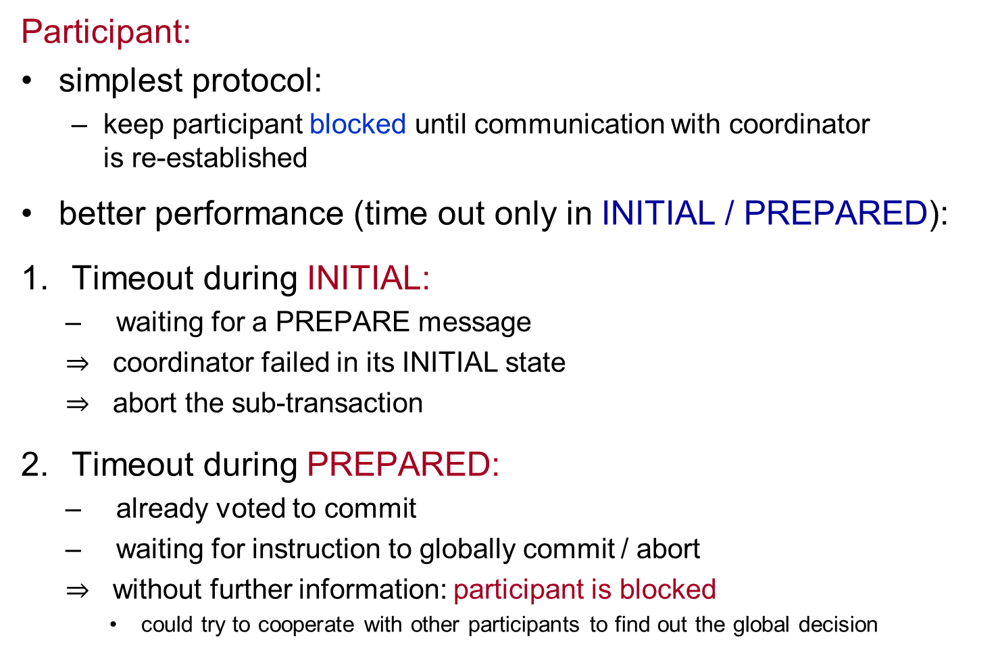 Participant:
• simplest protocol:
– keep participant blocked until communication with coordinator
is re-established
• better performance (time out only in INITIAL / PREPARED):
1. Timeout during INITIAL:
– waiting for a PREPARE message
⇒ coordinator failed in its INITIAL state
⇒ abort the sub-transaction
2. Timeout during PREPARED:
– already voted to commit
– waiting for instruction to globally commit / abort
⇒ without further information: participant is blocked
• could try to cooperate with other participants to find out the global decision